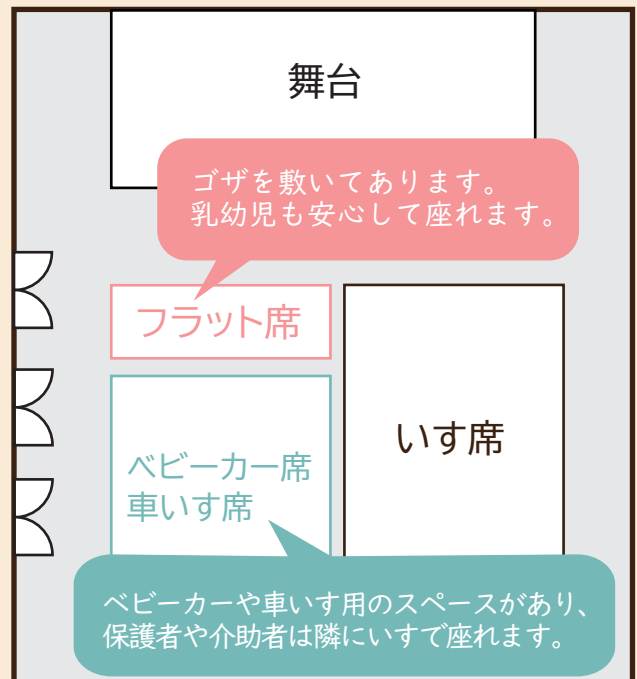 舞台
ゴザを敷いてあります。
乳幼児も安心して座れます。
フラット席
いす席
ベビーカー席
車いす席
ベビーカーや車いす用のスペースがあり、
保護者や介助者は隣にいすで座れます。